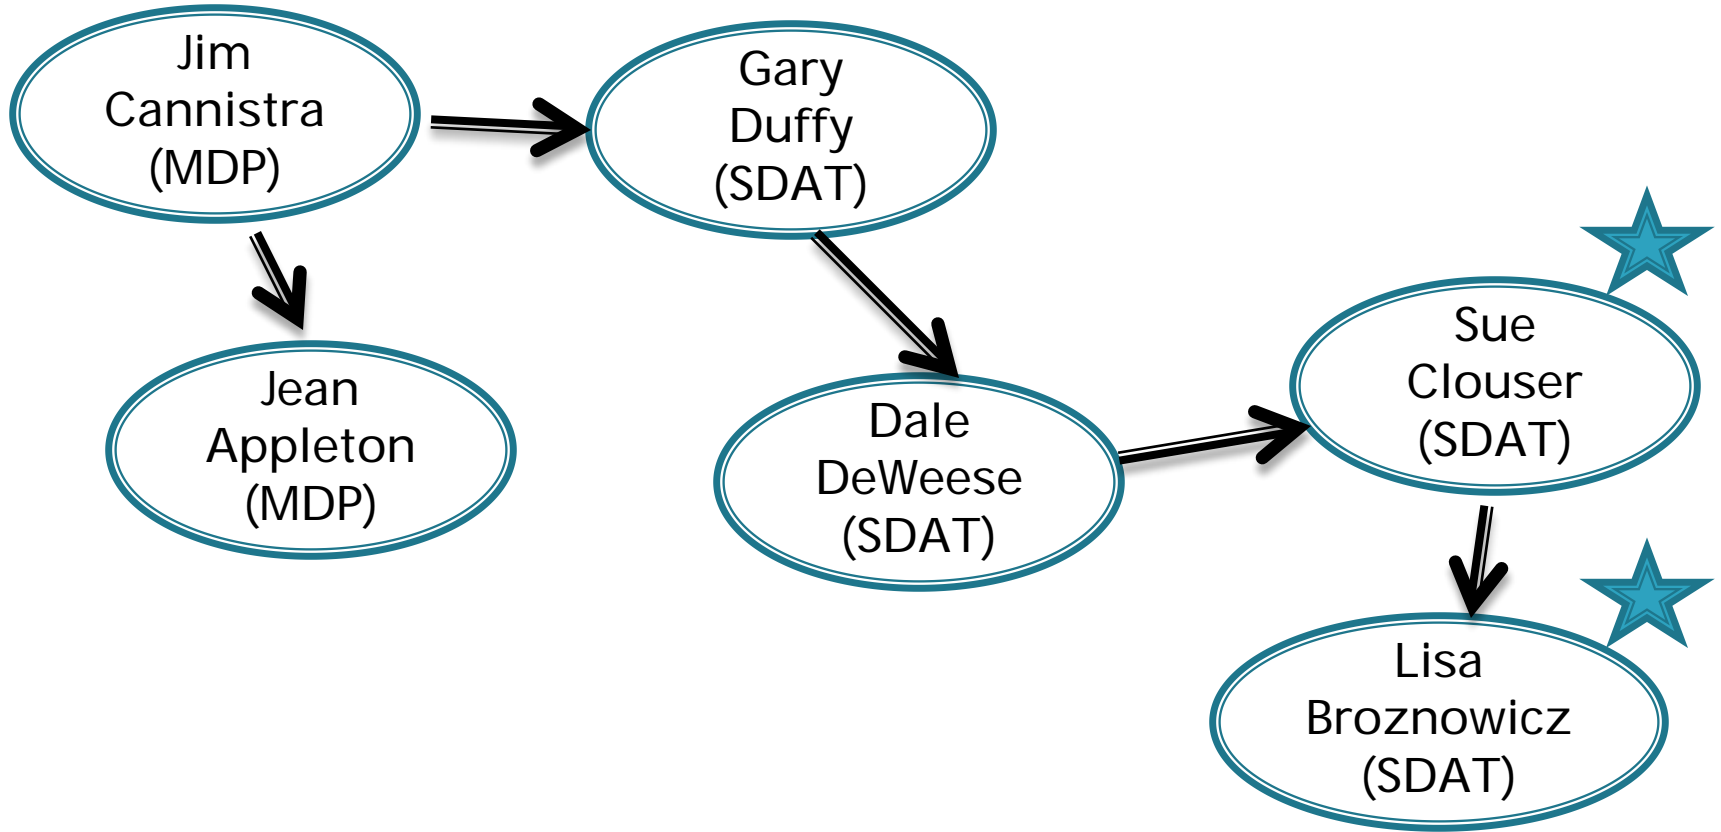 Jim
Cannistra
(MDP)
Gary
Duffy
(SDAT)
Jean
Appleton
(MDP)
Dale
DeWeese
(SDAT)
Sue
Clouser
(SDAT)
Lisa
Broznowicz
(SDAT)